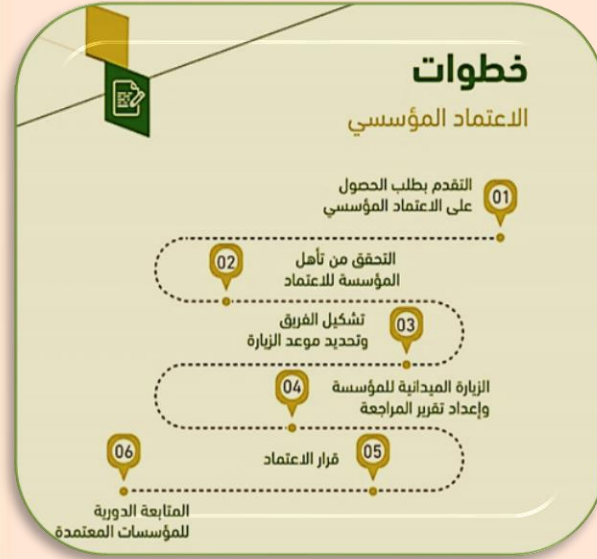 خطوات
الاعتماد المؤسسي
01
التقدم بطلب الحصول
على الاعتماد المؤسسي
02
التحقق من تأهل
المؤسسة للاعتماد
03
تشكيل الفريق
وتحديد موعد الزيارة
04
الزيارة الميدانية للمؤسسة
وإعداد تقرير المراجعة
05
قرار الاعتماد
06
المتابعة الدورية
للمؤسسات المعتمدة